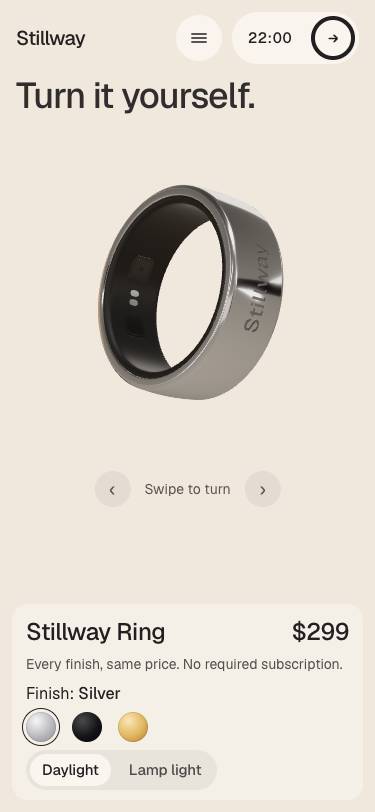 Stillway
22:00
Turn it yourself.
Stillway
Swipe to turn
Stillway Ring
$299
Every finish, same price. No required subscription.
Finish: Silver
Daylight
Lamp light